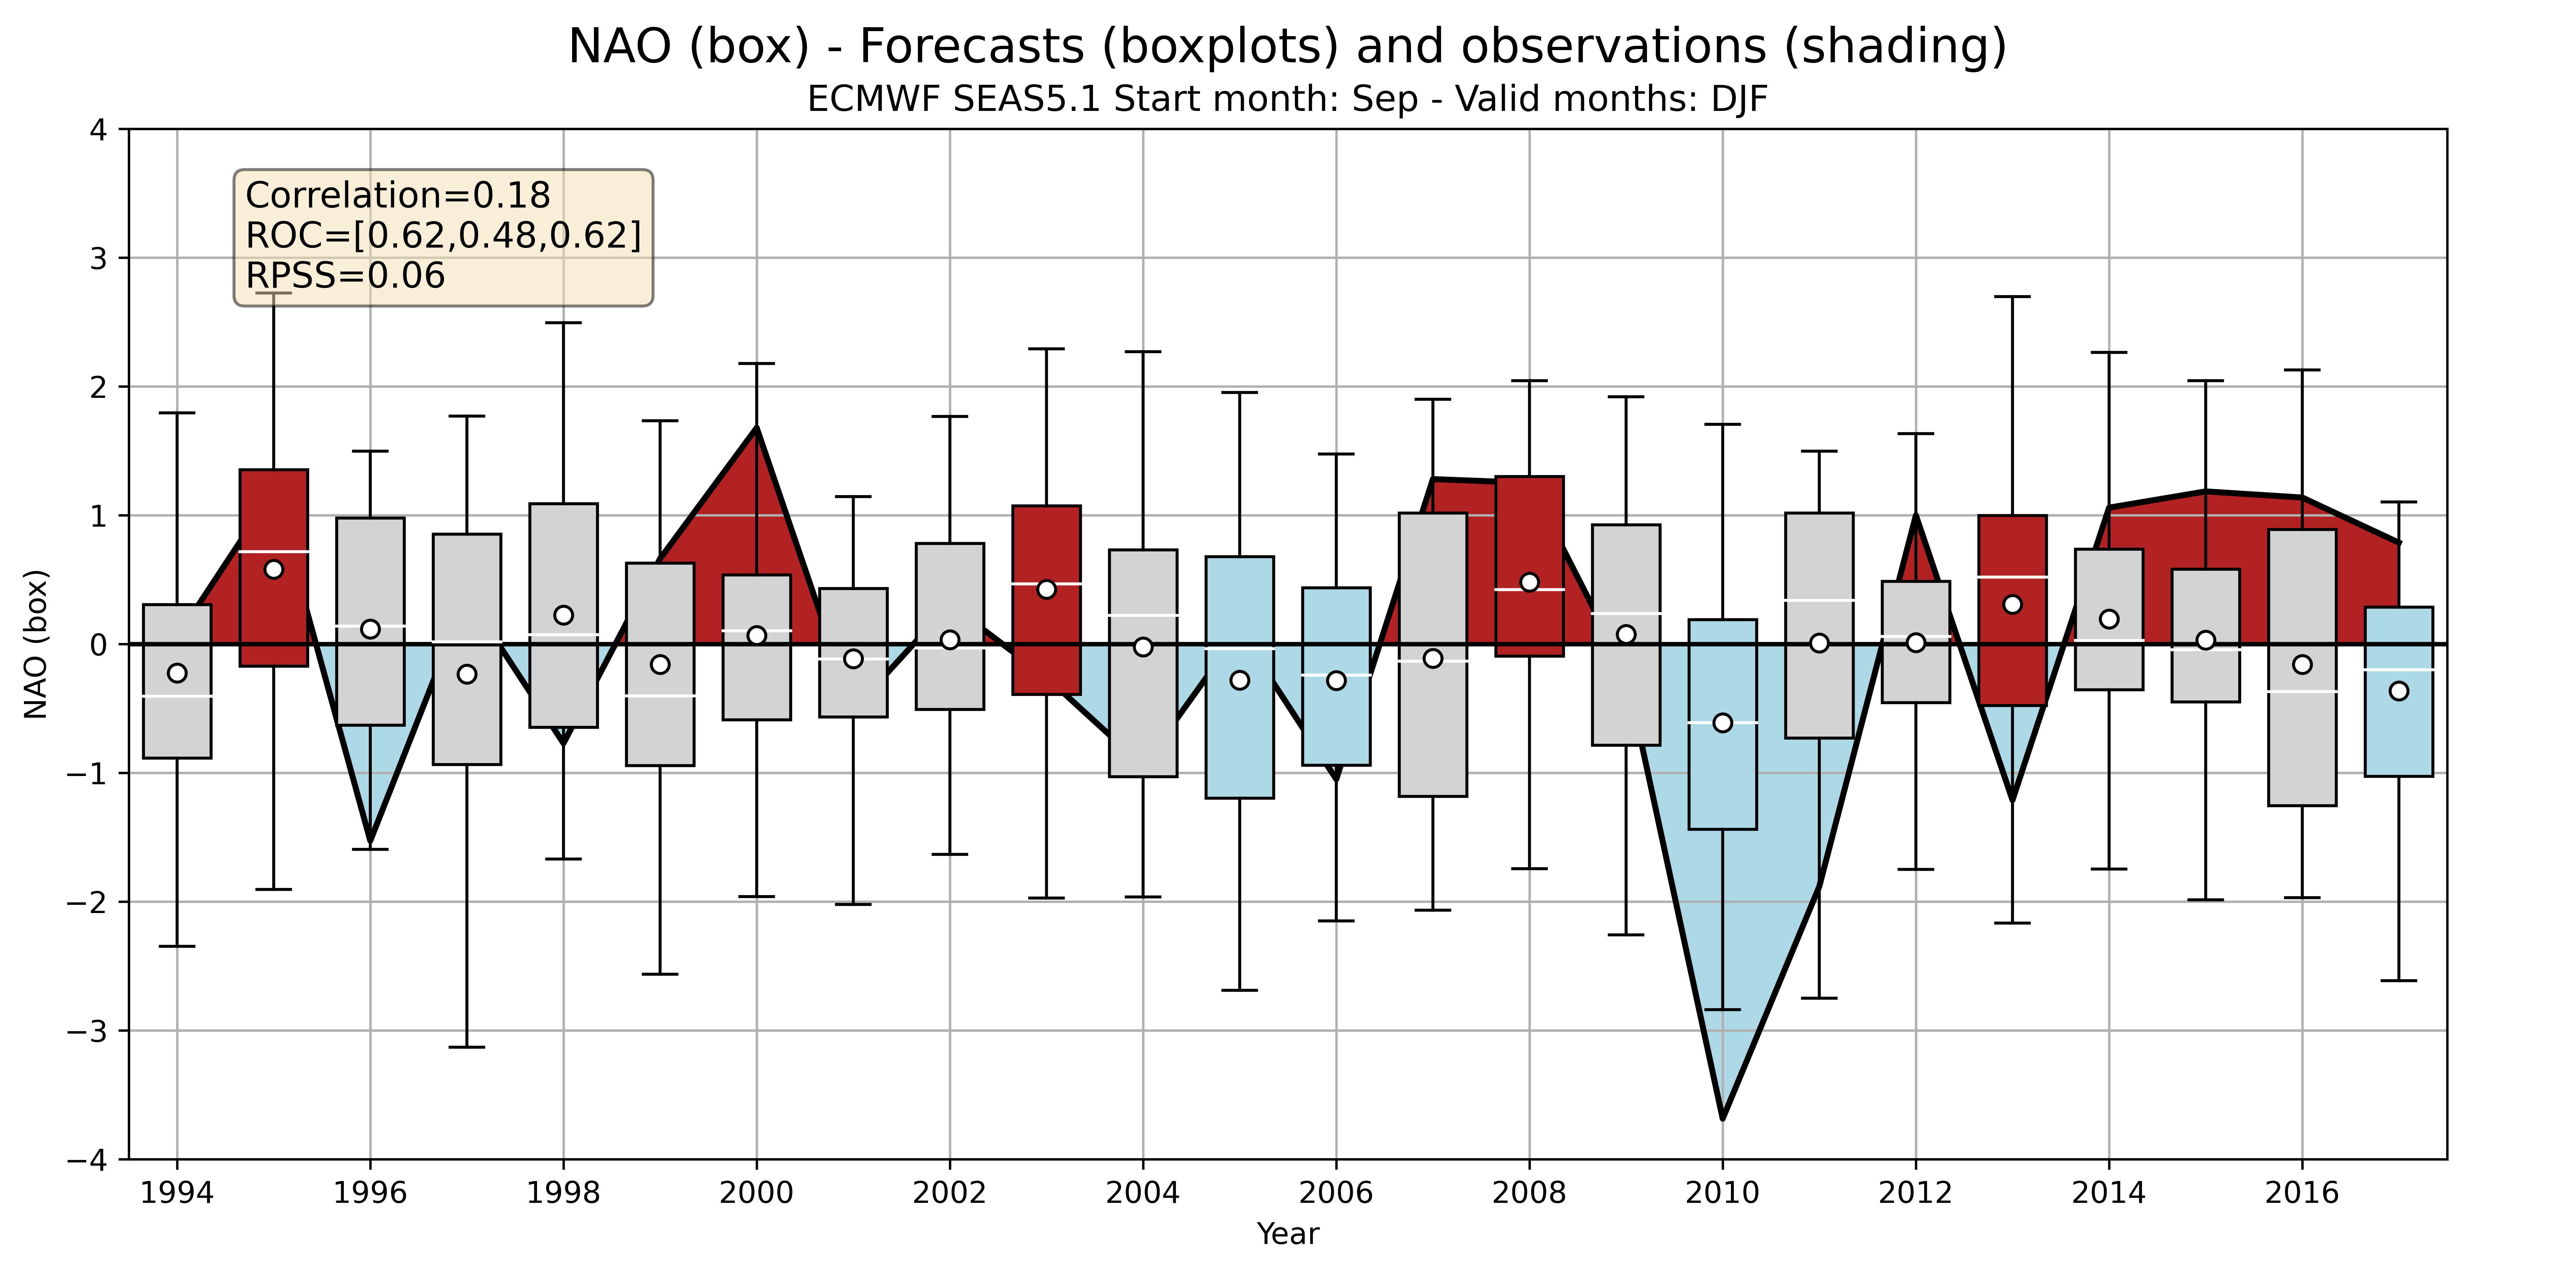 NAO (box) - Forecasts (boxplots) and observations (shading)
ECMWF SEAS5.1 Start month: Sep - Valid months: DJF
Correlation=0.18
ROC=[0.62,0.48,0.62]
RPSS=0.06
NAO (box)
4
3
2
1
0
−1
−2
−3
−4
1994 1996 1998 2000 2002 2004 2006 2008 2010 2012 2014 2016
Year